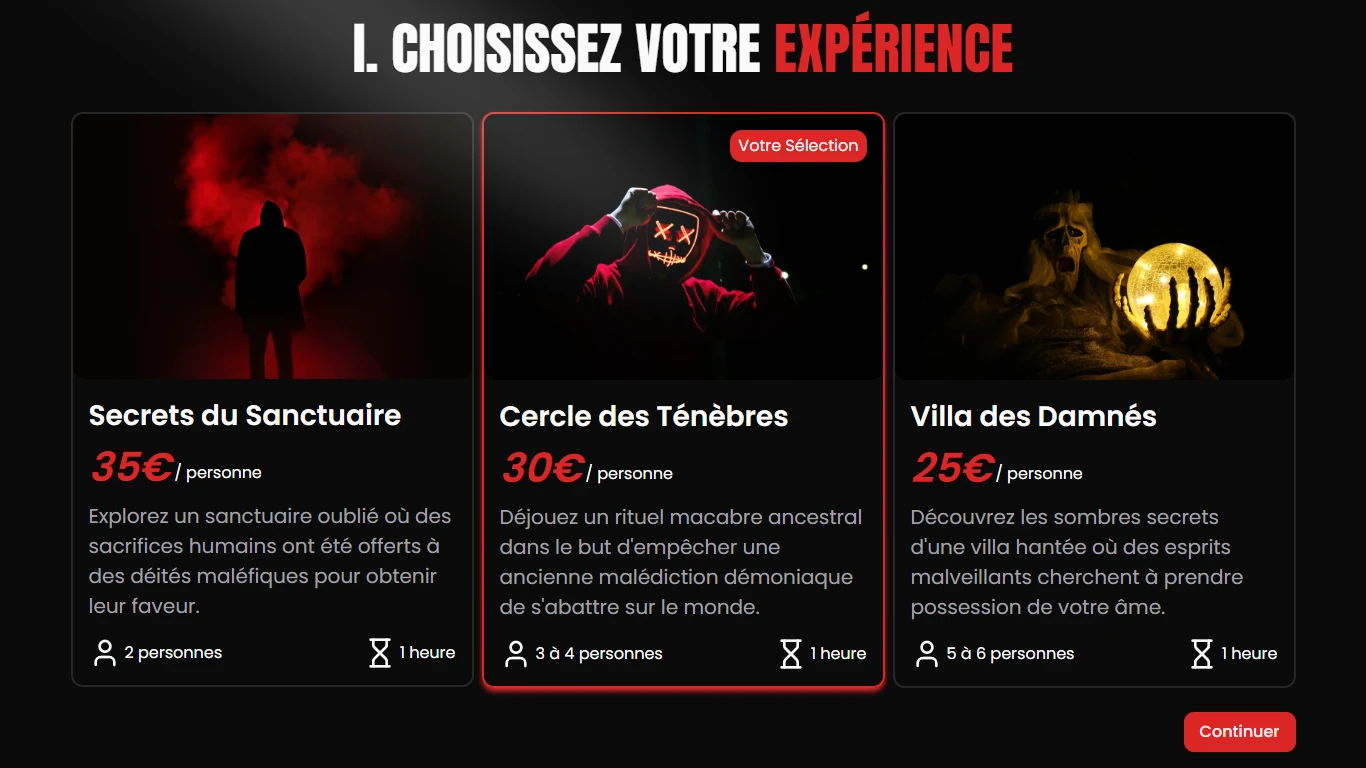 I. CHOISISSEZ VOTRE EXPÉRIENCE
Secrets du Sanctuaire
35€/ personne
Explorez un sanctuaire oublié où des
sacrifices humains ont été offerts à
des déités maléfiques pour obtenir
leur faveur.
2 personnes
1 heure
Votre Sélection
Cercle des Ténèbres
30€/ personne
Déjouez un rituel macabre ancestral
dans le but d'empêcher une
ancienne malédiction démoniaque
de s'abattre sur le monde.
3 à 4 personnes
1 heure
Villa des Damnés
25€/ personne
Découvrez les sombres secrets
d'une villa hantée où des esprits
malveillants cherchent à prendre
possession de votre âme.
5 à 6 personnes
1 heure
Continuer